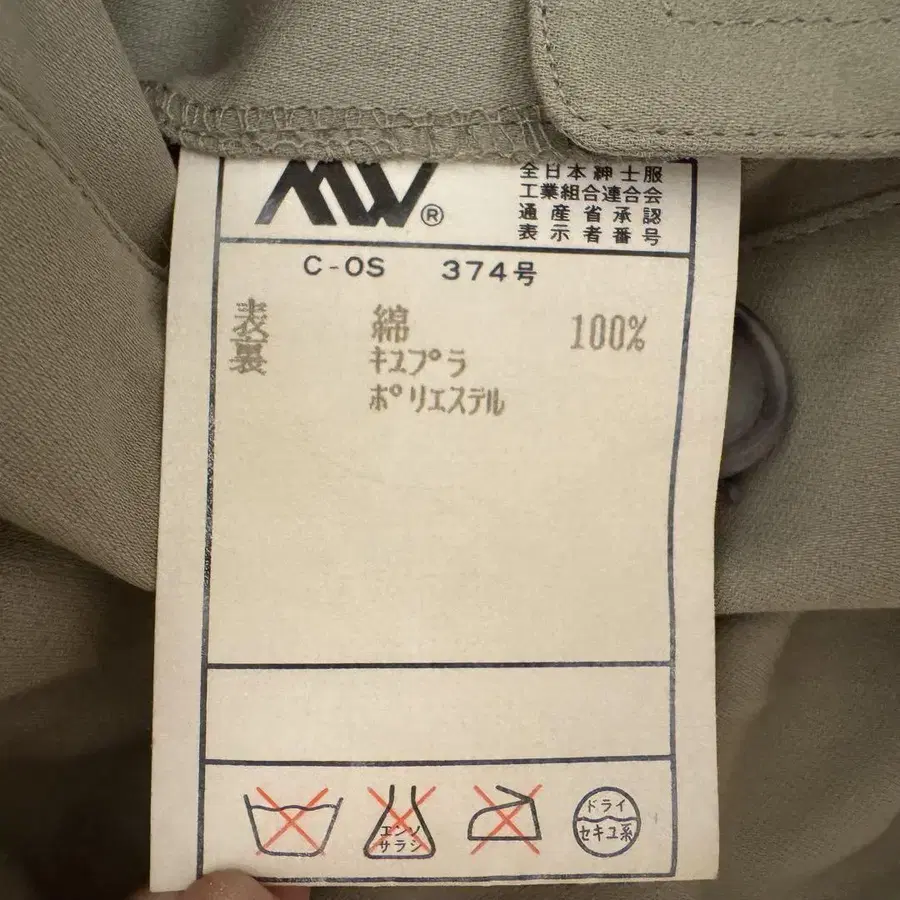 MW®
全日本紳士服
工業組合連合会
通産省承認
表示者番号
C-OS 374号
表 綿 100%
裏 キュプラ
ポリエステル
エンソ
サラシ
ドライ
セキユ系